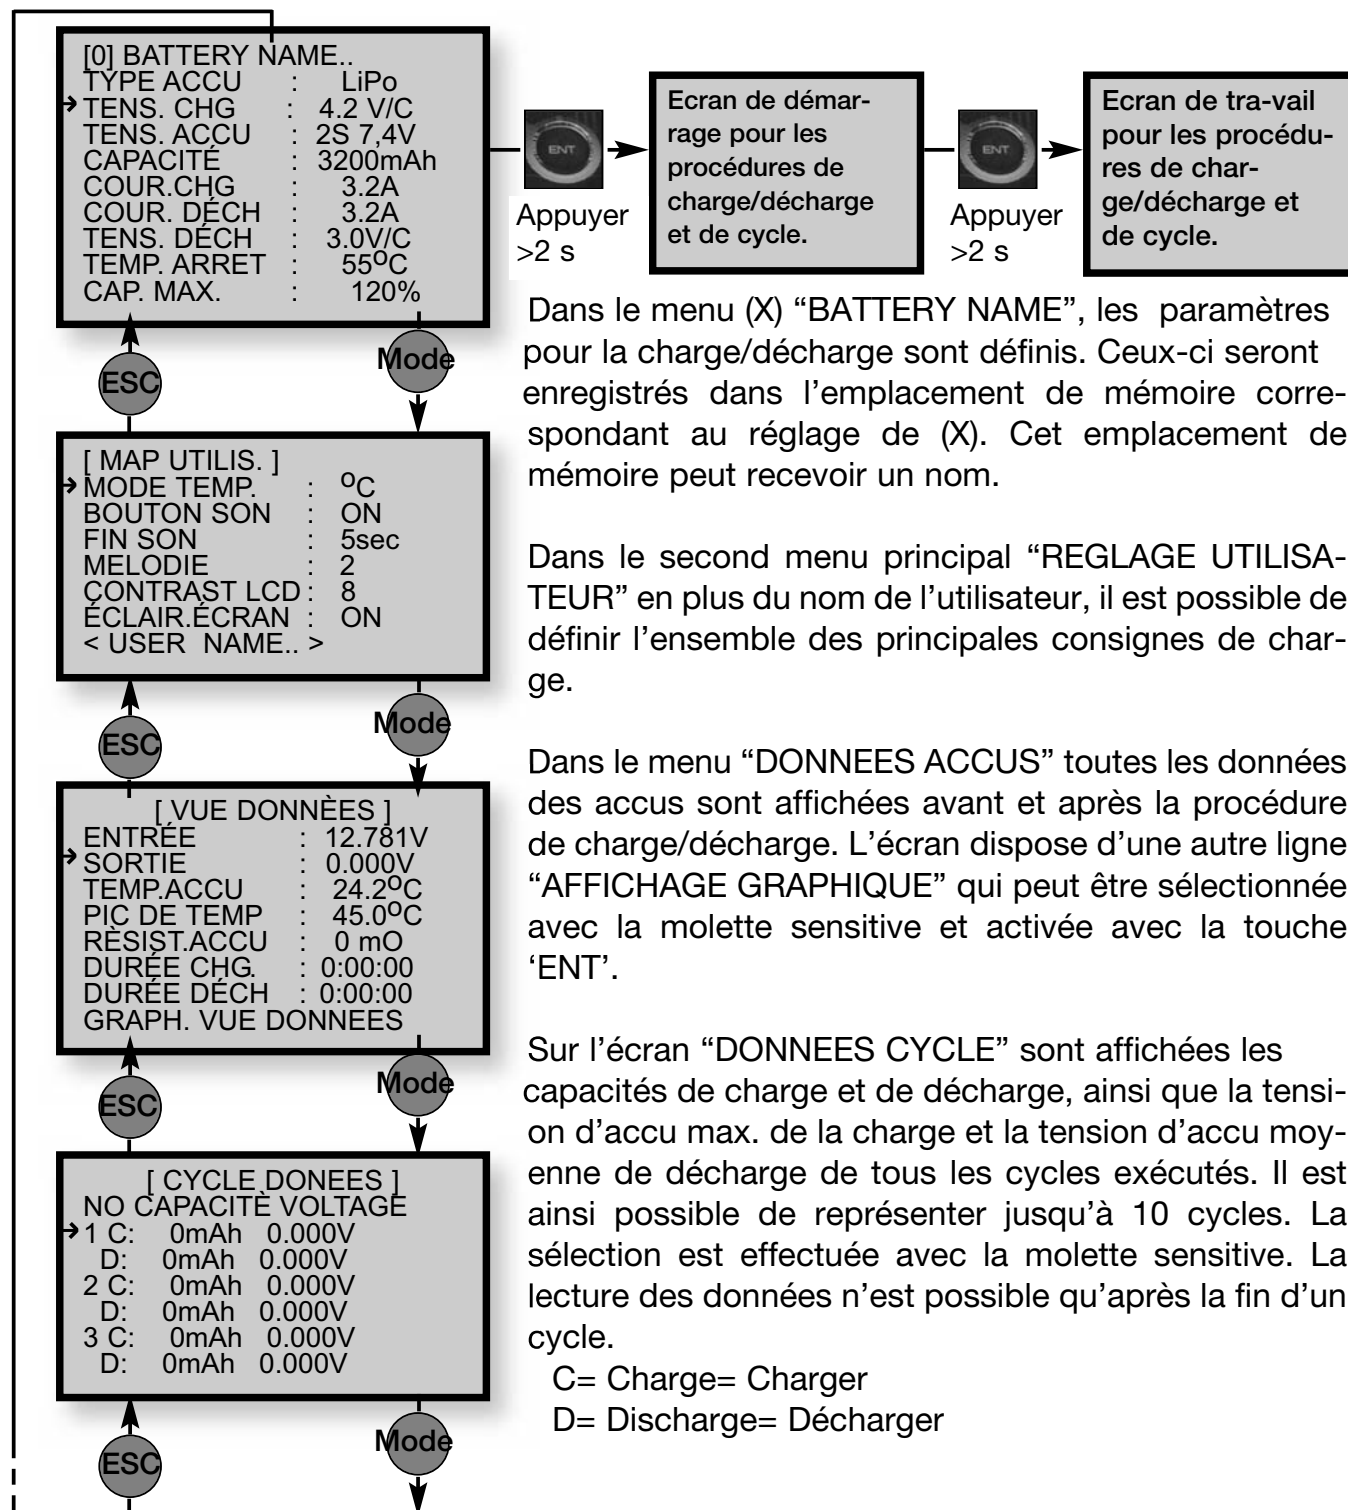 [0] BATTERY NAME..
TYPE ACCU : LiPo
TENS. CHG : 4.2 V/C
TENS. ACCU : 2S 7,4V
CAPACITÉ : 3200mAh
COUR.CHG : 3.2A
COUR. DÉCH : 3.2A
TENS. DÉCH : 3.0V/C
TEMP. ARRET : 55ºC
CAP. MAX. : 120%
ENT
Appuyer
>2 s
Ecran de démar-
rage pour les
procédures de
charge/décharge
et de cycle.
ENT
Appuyer
>2 s
Ecran de tra-vail
pour les procédu-
res de char-
ge/décharge et
de cycle.
ESC
Mode
[ MAP UTILIS. ]
MODE TEMP. : ºC
BOUTON SON : ON
FIN SON : 5sec
MELODIE : 2
CONTRAST LCD : 8
ÉCLAIR.ÉCRAN : ON
< USER NAME.. >
ESC
Mode
[ VUE DONNÈES ]
ENTRÉE : 12.781V
SORTIE : 0.000V
TEMP.ACCU : 24.2ºC
PIC DE TEMP : 45.0ºC
RÈSIST.ACCU : 0 mO
DURÉE CHG. : 0:00:00
DURÉE DÉCH : 0:00:00
GRAPH. VUE DONNEES
ESC
Mode
[ CYCLE DONEES ]
NO CAPACITÈ VOLTAGE
1 C: 0mAh 0.000V
D: 0mAh 0.000V
2 C: 0mAh 0.000V
D: 0mAh 0.000V
3 C: 0mAh 0.000V
D: 0mAh 0.000V
ESC
Mode
Dans le menu (X) “BATTERY NAME”, les paramètres
pour la charge/décharge sont définis. Ceux-ci seront
enregistrés dans l’emplacement de mémoire corre-
spondant au réglage de (X). Cet emplacement de
mémoire peut recevoir un nom.
Dans le second menu principal “REGLAGE UTILISA-
TEUR” en plus du nom de l’utilisateur, il est possible de
définir l’ensemble des principales consignes de char-
ge.
Dans le menu “DONNEES ACCUS” toutes les données
des accus sont affichées avant et après la procédure
de charge/décharge. L’écran dispose d’une autre ligne
“AFFICHAGE GRAPHIQUE” qui peut être sélectionnée
avec la molette sensitive et activée avec la touche
‘ENT’.
Sur l’écran “DONNEES CYCLE” sont affichées les
capacités de charge et de décharge, ainsi que la tensi-
on d’accu max. de la charge et la tension d’accu moy-
enne de décharge de tous les cycles exécutés. Il est
ainsi possible de représenter jusqu’à 10 cycles. La
sélection est effectuée avec la molette sensitive. La
lecture des données n’est possible qu’après la fin d’un
cycle.
C= Charge= Charger
D= Discharge= Décharger